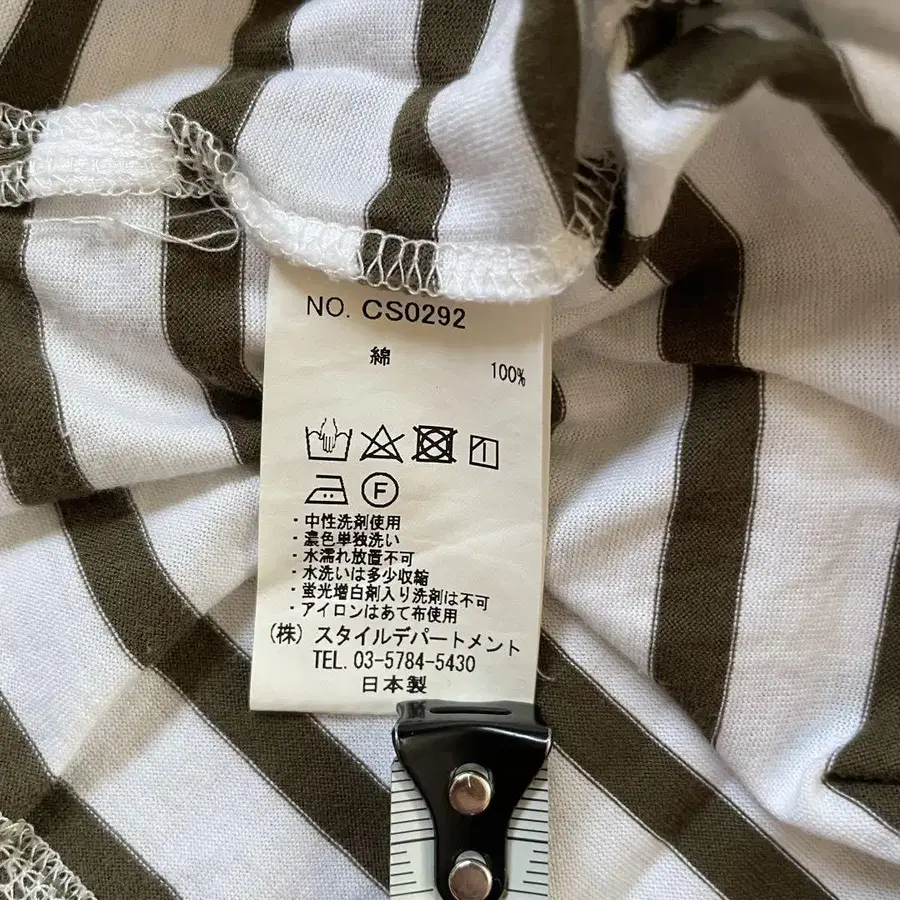 NO. CS0292
綿
100%
F
・中性洗剤使用
・濃色単独洗い
・水濡れ放置不可
・水洗いは多少収縮
・蛍光増白剤入り洗剤は不可
・アイロンはあて布使用
(株) スタイルデパートメント
TEL. 03-5784-5430
日本製